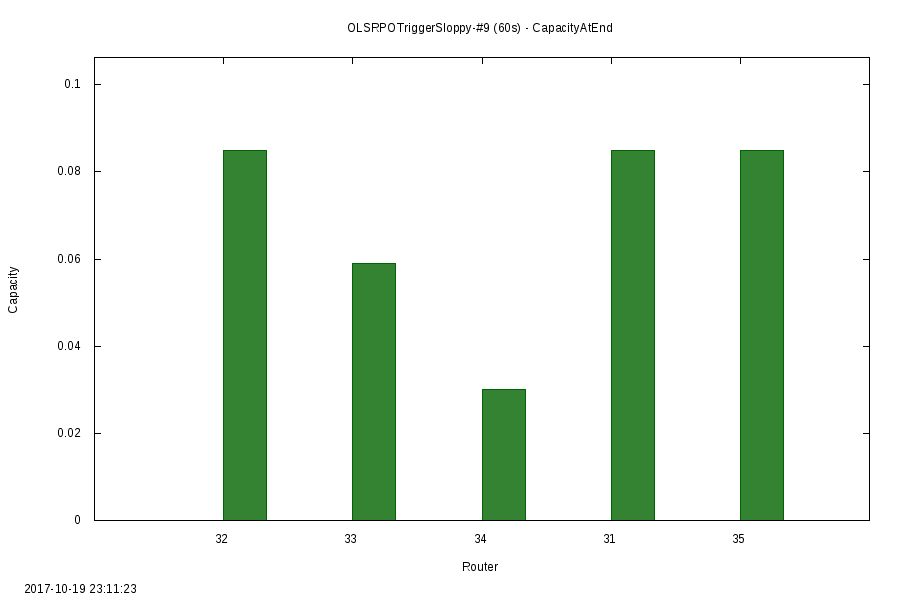 OLSRPOTriggerSloppy-#9 (60s) - CapacityAtEnd
0.1
0.08
0.06
0.04
0.02
0
Capacity
32 33 34 31 35
Router
2017-10-19 23:11:23